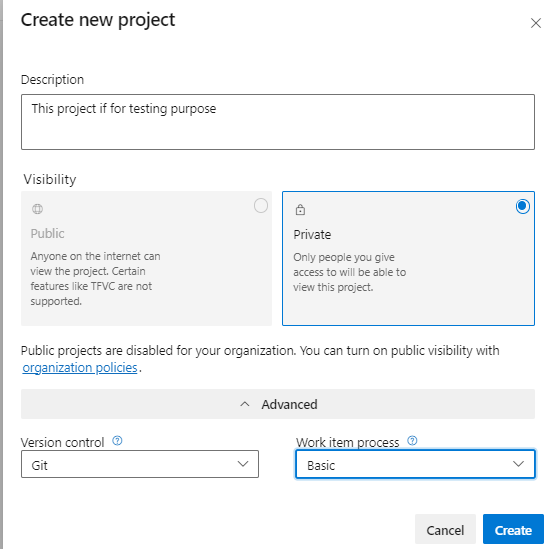 Create new project
Description
This project if for testing purpose
Visibility
Public
Anyone on the internet can
view the project. Certain
features like TFVC are not
supported.
Private
Only people you give
access to will be able to
view this project.
Public projects are disabled for your organization. You can turn on public visibility with
organization policies.
Advanced
Version control
Work item process
Git
Basic
Cancel
Create